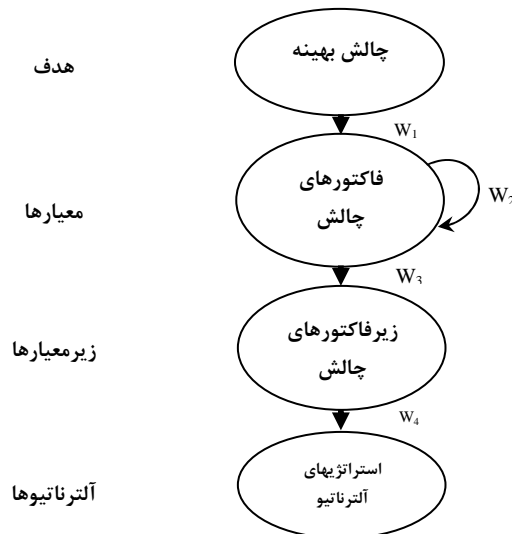 چالش بهینه
هدف
W₁
فاکتورهای
چالش
معیارها
W₂
W₃
زیرفاکتورهای
چالش
زیرمعیارها
W₄
استراتژیهای
آلترناتیو
آلترناتیوها